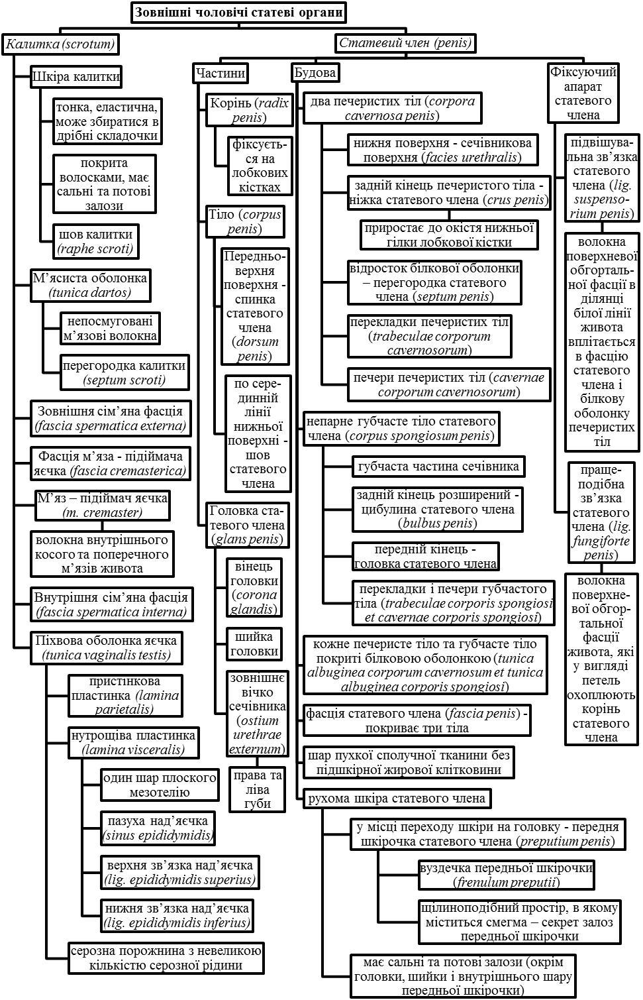 Зовнішні чоловічі статеві органи
Калитка (scrotum)
Шкіра калитки
тонка, еластична,
може збиратися в
дрібні складочки
покрита
волосками, має
сальні та потові
залози
шов калитки
(raphe scroti)
М’ясиста оболонка
(tunica dartos)
непосмуговані
м’язові волокна
перегородка калитки
(septum scroti)
Зовнішня сім’яна фасція
(fascia spermatica externa)
Фасція м’яза - підіймача
яєчка (fascia cremasterica)
М’яз – підіймач яєчка
(m. cremaster)
волокна внутрішнього
косого та поперечного
м’язів живота
Внутрішня сім’яна фасція
(fascia spermatica interna)
Піхвова оболонка яєчка
(tunica vaginalis testis)
пристінкова
пластинка (lamina
parietalis)
нутрощіва пластинка
(lamina visceralis)
один шар плоского
мезотелію
пазуха над’яєчка
(sinus epididymidis)
верхня зв’язка над’яєчка
(lig. epididymidis superius)
нижня зв’язка над’яєчка
(lig. epididymidis inferius)
серозна порожнина з невеликою
кількістю серозної рідини
Статевий член (penis)
Частини
Корінь (radix
penis)
фіксуєть-
ся на
лобкових
кістках
Тіло (corpus
penis)
Передньо-
верхня
поверхня -
спинка
статевого
члена
(dorsum
penis)
по сере-
динній
лінії
нижньої
поверхні -
шов
статевого
члена
Головка ста-
тевого члена
(glans penis)
вінець
головки
(corona
glandis)
шийка
головки
зовнішнє
вічко
сечівника
(ostium
urethrae
externum)
права та
ліва
губи
Будова
два печеристих тіл (corpora
cavernosa penis)
нижня поверхня - сечівникова
поверхня (facies urethralis)
задній кінець печеристого тіла -
ніжка статевого члена (crus penis)
приростає до окістя нижньої
гілки лобкової кістки
відросток білкової оболонки
– перегородка статевого
члена (septum penis)
перекладки печеристих тіл
(trabeculae corporum
cavernosorum)
печери печеристих тіл (cavernae
corporum cavernosorum)
непарне губчасте тіло статевого
члена (corpus spongiosum penis)
губчаста частина сечівника
задній кінець розширений -
цибулина статевого члена
(bulbus penis)
передній кінець -
головка статевого члена
перекладки і печери губчастого
тіла (trabeculae corporis spongiosi
et cavernae corporis spongiosi)
кожне печеристе тіло та губчасте тіло
покриті білковою оболонкою (tunica
albuginea corporum cavernosum et tunica
albuginea corporis spongiosi)
фасція статевого члена (fascia penis) -
покриває три тіла
шар пухкої сполучної тканини без
підшкірної жирової клітковини
рухома шкіра статевого члена
у місці переходу шкіри на головку - передня
шкірочка статевого члена (preputium penis)
вуздечка передньої шкірочки
(frenulum preputii)
щілиноподібний простір, в якому
міститься смегма – секрет залоз
передньої шкірочки
має сальні та потові залози (окрім
головки, шийки і внутрішнього шару
передньої шкірочки)
Фіксуючий
апарат
статевого
члена
підвішува-
льна зв’язка
статевого
члена (lig.
suspenso-
rium penis)
волокна
поверхневої
обгорталь-
ної фасції в
ділянці
білої лінії
живота
вплітається
в фасцію
статевого
члена і
білкову
оболонку
печеристих
тіл
праще-
подібна
зв’язка
статевого
члена (lig.
fungiforte
penis)
волокна
поверхне-
вої обгор-
тальної
фасції
живота, які
у вигляді
петель
охоплюють
корінь
статевого
члена